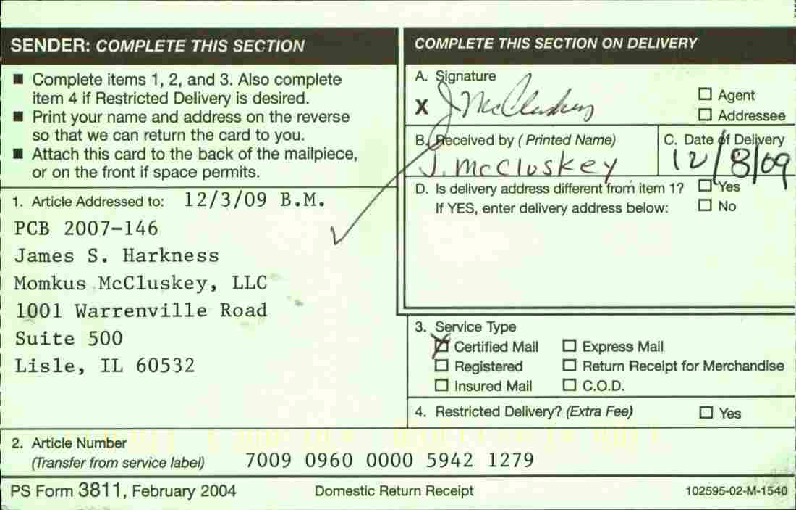 SENDER: COMPLETE THIS SECTION
■ Complete items 1, 2, and 3. Also complete
item 4 if Restricted Delivery is desired.
■ Print your name and address on the reverse
so that we can return the card to you.
■ Attach this card to the back of the mailpiece,
or on the front if space permits.
1. Article Addressed to: 12/3/09 B.M.
PCB 2007-146
James S. Harkness
Momkus McCluskey, LLC
1001 Warrenville Road
Suite 500
Lisle, IL 60532
2. Article Number
(Transfer from service label) 7009 0960 0000 5942 1279
COMPLETE THIS SECTION ON DELIVERY
A. Signature
X J McCluskey
☐ Agent
☐ Addressee
B. Received by (Printed Name)
J. McCluskey
C. Date of Delivery
12/8/09
D. Is delivery address different from item 1? ☐ Yes
If YES, enter delivery address below: ☐ No
3. Service Type
☒ Certified Mail ☐ Express Mail
☐ Registered ☐ Return Receipt for Merchandise
☐ Insured Mail ☐ C.O.D.
4. Restricted Delivery? (Extra Fee) ☐ Yes
PS Form 3811, February 2004 Domestic Return Receipt 102595-02-M-1540